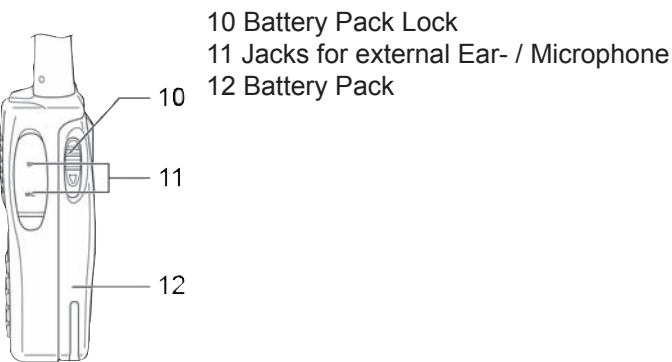 10 Battery Pack Lock
11 Jacks for external Ear- / Microphone
12 Battery Pack
10
11
12